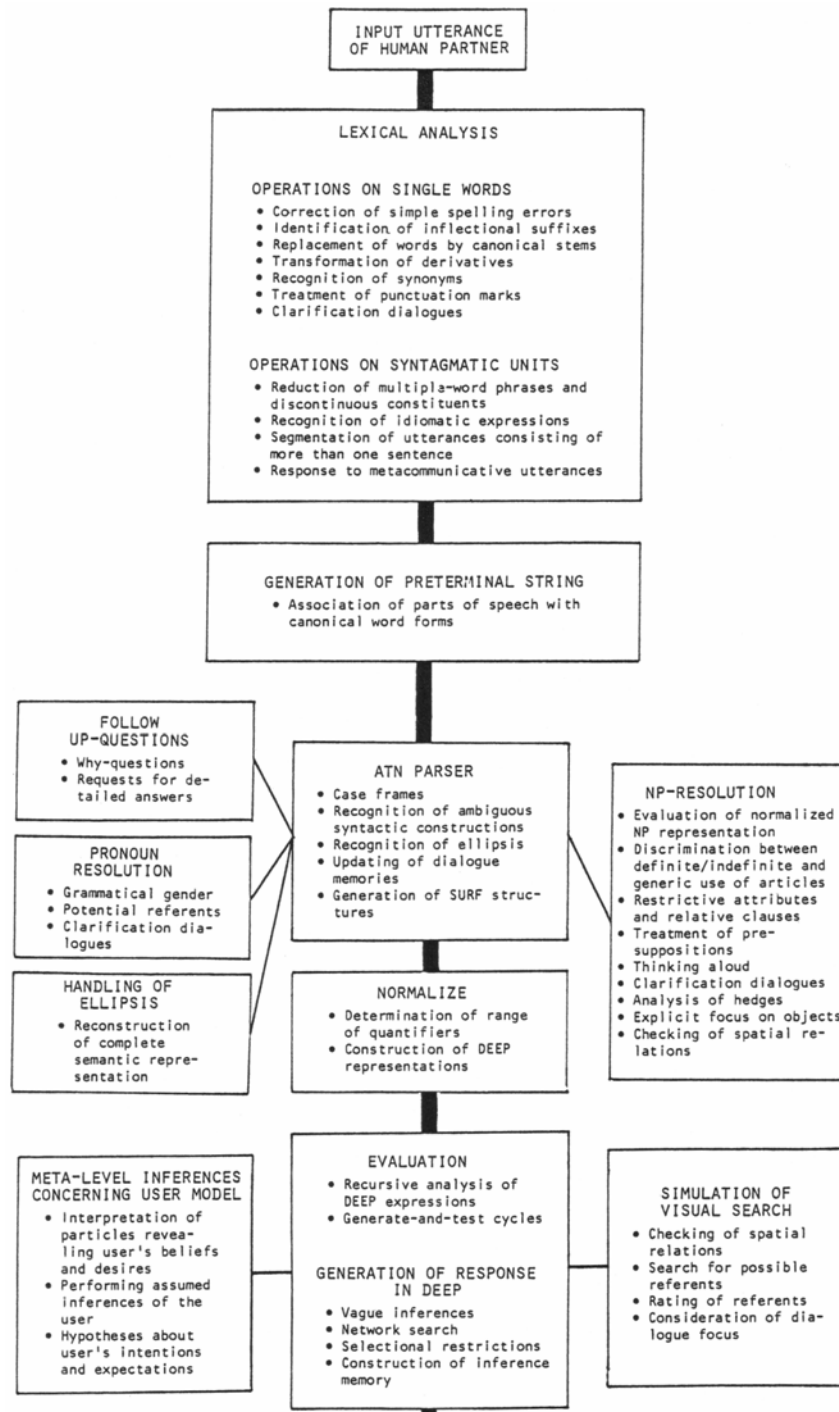 INPUT UTTERANCE
OF HUMAN PARTNER
LEXICAL ANALYSIS
OPERATIONS ON SINGLE WORDS
• Correction of simple spelling errors
• Identification of inflectional suffixes
• Replacement of words by canonical stems
• Transformation of derivatives
• Recognition of synonyms
• Treatment of punctuation marks
• Clarification dialogues
OPERATIONS ON SYNTAGMATIC UNITS
• Reduction of multipla-word phrases and
discontinuous constituents
• Recognition of idiomatic expressions
• Segmentation of utterances consisting of
more than one sentence
• Response to metacommunicative utterances
GENERATION OF PRETERMINAL STRING
• Association of parts of speech with
canonical word forms
FOLLOW
UP-QUESTIONS
• Why-questions
• Requests for de-
tailed answers
PRONOUN
RESOLUTION
• Grammatical gender
• Potential referents
• Clarification dia-
logues
HANDLING OF
ELLIPSIS
• Reconstruction
of complete
semantic repre-
sentation
ATN PARSER
• Case frames
• Recognition of ambiguous
syntactic constructions
• Recognition of ellipsis
• Updating of dialogue
memories
• Generation of SURF struc-
tures
NORMALIZE
• Determination of range
of quantifiers
• Construction of DEEP
representations
NP-RESOLUTION
• Evaluation of normalized
NP representation
• Discrimination between
definite/indefinite and
generic use of articles
• Restrictive attributes
and relative clauses
• Treatment of pre-
suppositions
• Thinking aloud
• Clarification dialogues
• Analysis of hedges
• Explicit focus on objects
• Checking of spatial re-
lations
META-LEVEL INFERENCES
CONCERNING USER MODEL
• Interpretation of
particles revea-
ling user's beliefs
and desires
• Performing assumed
inferences of the
user
• Hypotheses about
user's intentions
and expectations
EVALUATION
• Recursive analysis of
DEEP expressions
• Generate-and-test cycles
GENERATION OF RESPONSE
IN DEEP
• Vague inferences
• Network search
• Selectional restrictions
• Construction of inference
memory
SIMULATION OF
VISUAL SEARCH
• Checking of spatial
relations
• Search for possible
referents
• Rating of referents
• Consideration of dia-
logue focus